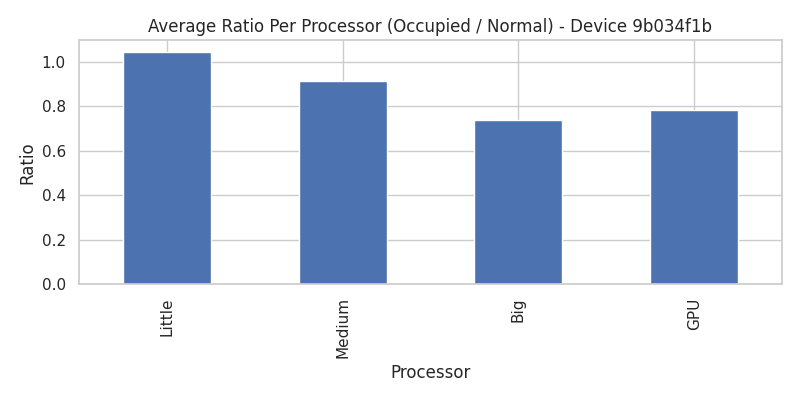 Average Ratio Per Processor (Occupied / Normal) - Device 9b034f1b
Ratio
1.0
0.8
0.6
0.4
0.2
0.0
Little
Medium
Big
GPU
Processor